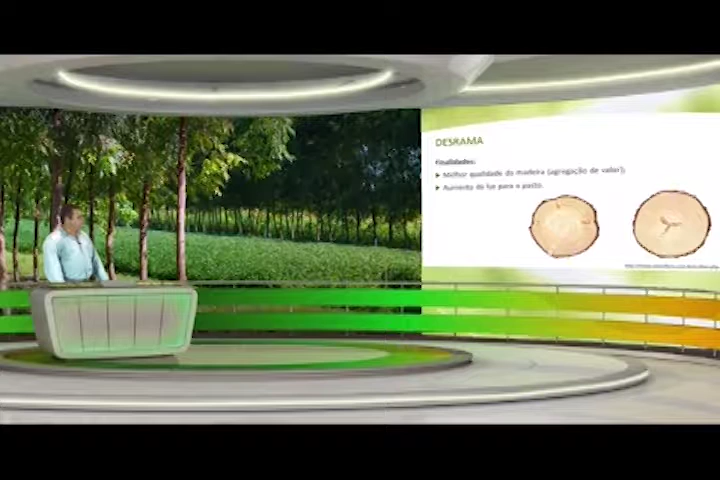 DESRAMA
Finalidades:
Melhor qualidade da madeira (agregação de valor).
Aumento da luz para o pasto.